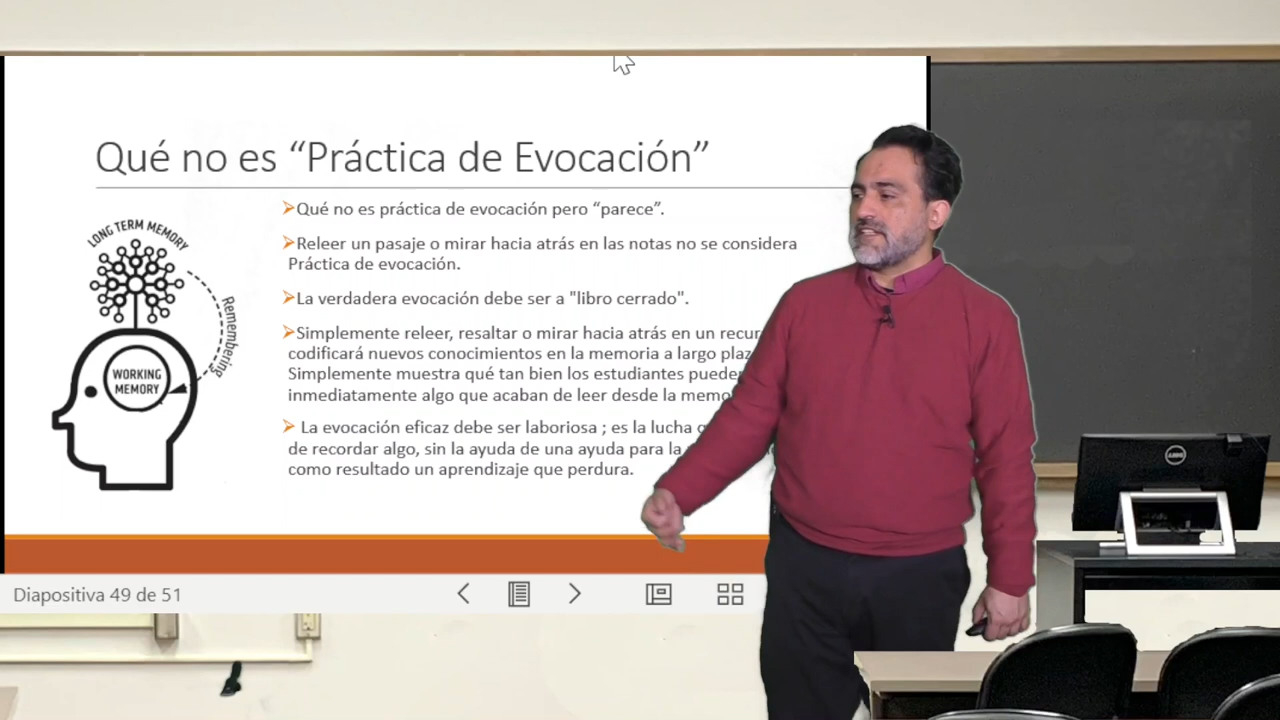 Qué no es “Práctica de Evocación”
Qué no es práctica de evocación pero “parece”.
Releer un pasaje o mirar hacia atrás en las notas no se considera
Práctica de evocación.
La verdadera evocación debe ser a "libro cerrado".
Simplemente releer, resaltar o mirar hacia atrás en un
codificará nuevos conocimientos en la memoria a largo
Simplemente muestra qué tan bien los estudiantes
inmediatamente algo que acaban de leer desde la
La evocación eficaz debe ser laboriosa ; es la lucha
de recordar algo, sin la ayuda de una ayuda para la
como resultado un aprendizaje que perdura.
LONG TERM MEMORY
Remembering
WORKING
MEMORY
Diapositiva 49 de 51
DELL